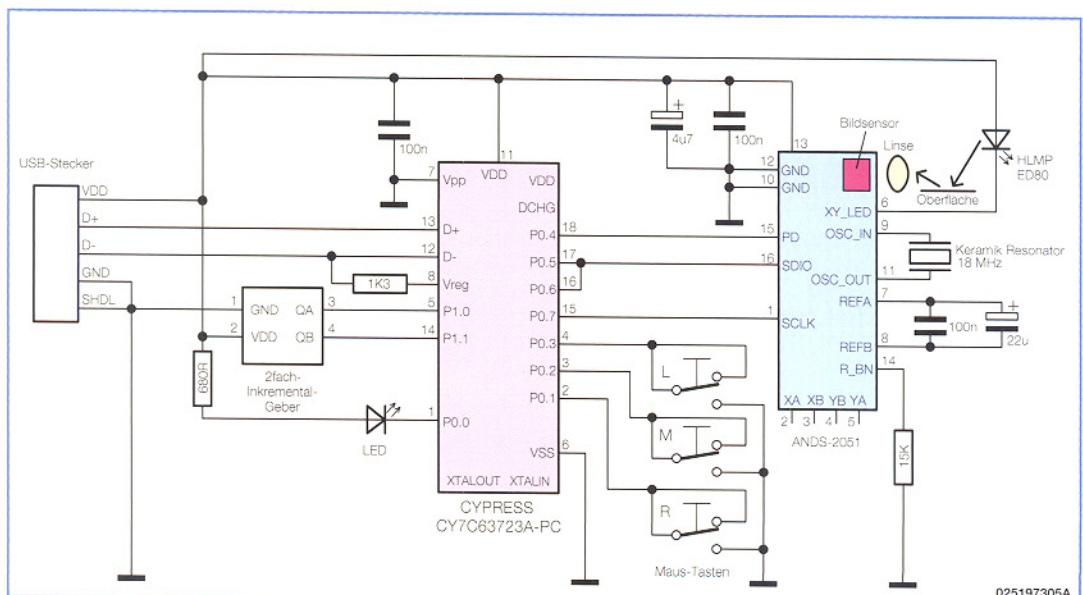 USB-Stecker
VDD
D+
D-
GND
SHDL
1
2
GND
VDD
QA
QB
3
4
2fach-
Inkremental-
Geber
680R
LED
100n
1K3
7
13
12
8
5
14
1
11
VDD
VDD
Vpp
DCHG
D+
D-
Vreg
P1.0
P1.1
P0.0
P0.4
P0.5
P0.6
P0.7
P0.3
P0.2
P0.1
VSS
XTALOUT
XTALIN
18
17
16
15
4
3
2
6
CYPRESS
CY7C63723A-PC
L
M
R
Maus-Tasten
+
4u7
100n
13
12
10
15
16
1
GND
GND
PD
SDIO
SCLK
Bildsensor
Linse
Oberfläche
HLMP
ED80
XY_LED
OSC_IN
OSC_OUT
REFA
REFB
R_BN
6
9
11
7
8
14
Keramik Resonator
18 MHz
100n
+
22u
XA XB YB YA
2 3 4 5
ANDS-2051
15K
025197305A